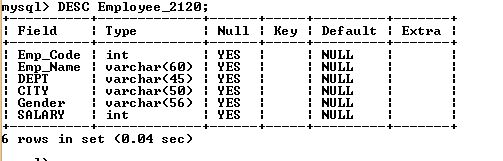 mysql> DESC Employee_2120;
+-----------+-------------+------+-----+---------+-------+
| Field     | Type        | Null | Key | Default | Extra |
+-----------+-------------+------+-----+---------+-------+
| Emp_Code  | int         | YES  |     | NULL    |       |
| Emp_Name  | varchar(60) | YES  |     | NULL    |       |
| DEPT      | varchar(45) | YES  |     | NULL    |       |
| CITY      | varchar(50) | YES  |     | NULL    |       |
| Gender    | varchar(56) | YES  |     | NULL    |       |
| SALARY    | int         | YES  |     | NULL    |       |
+-----------+-------------+------+-----+---------+-------+
6 rows in set (0.04 sec)